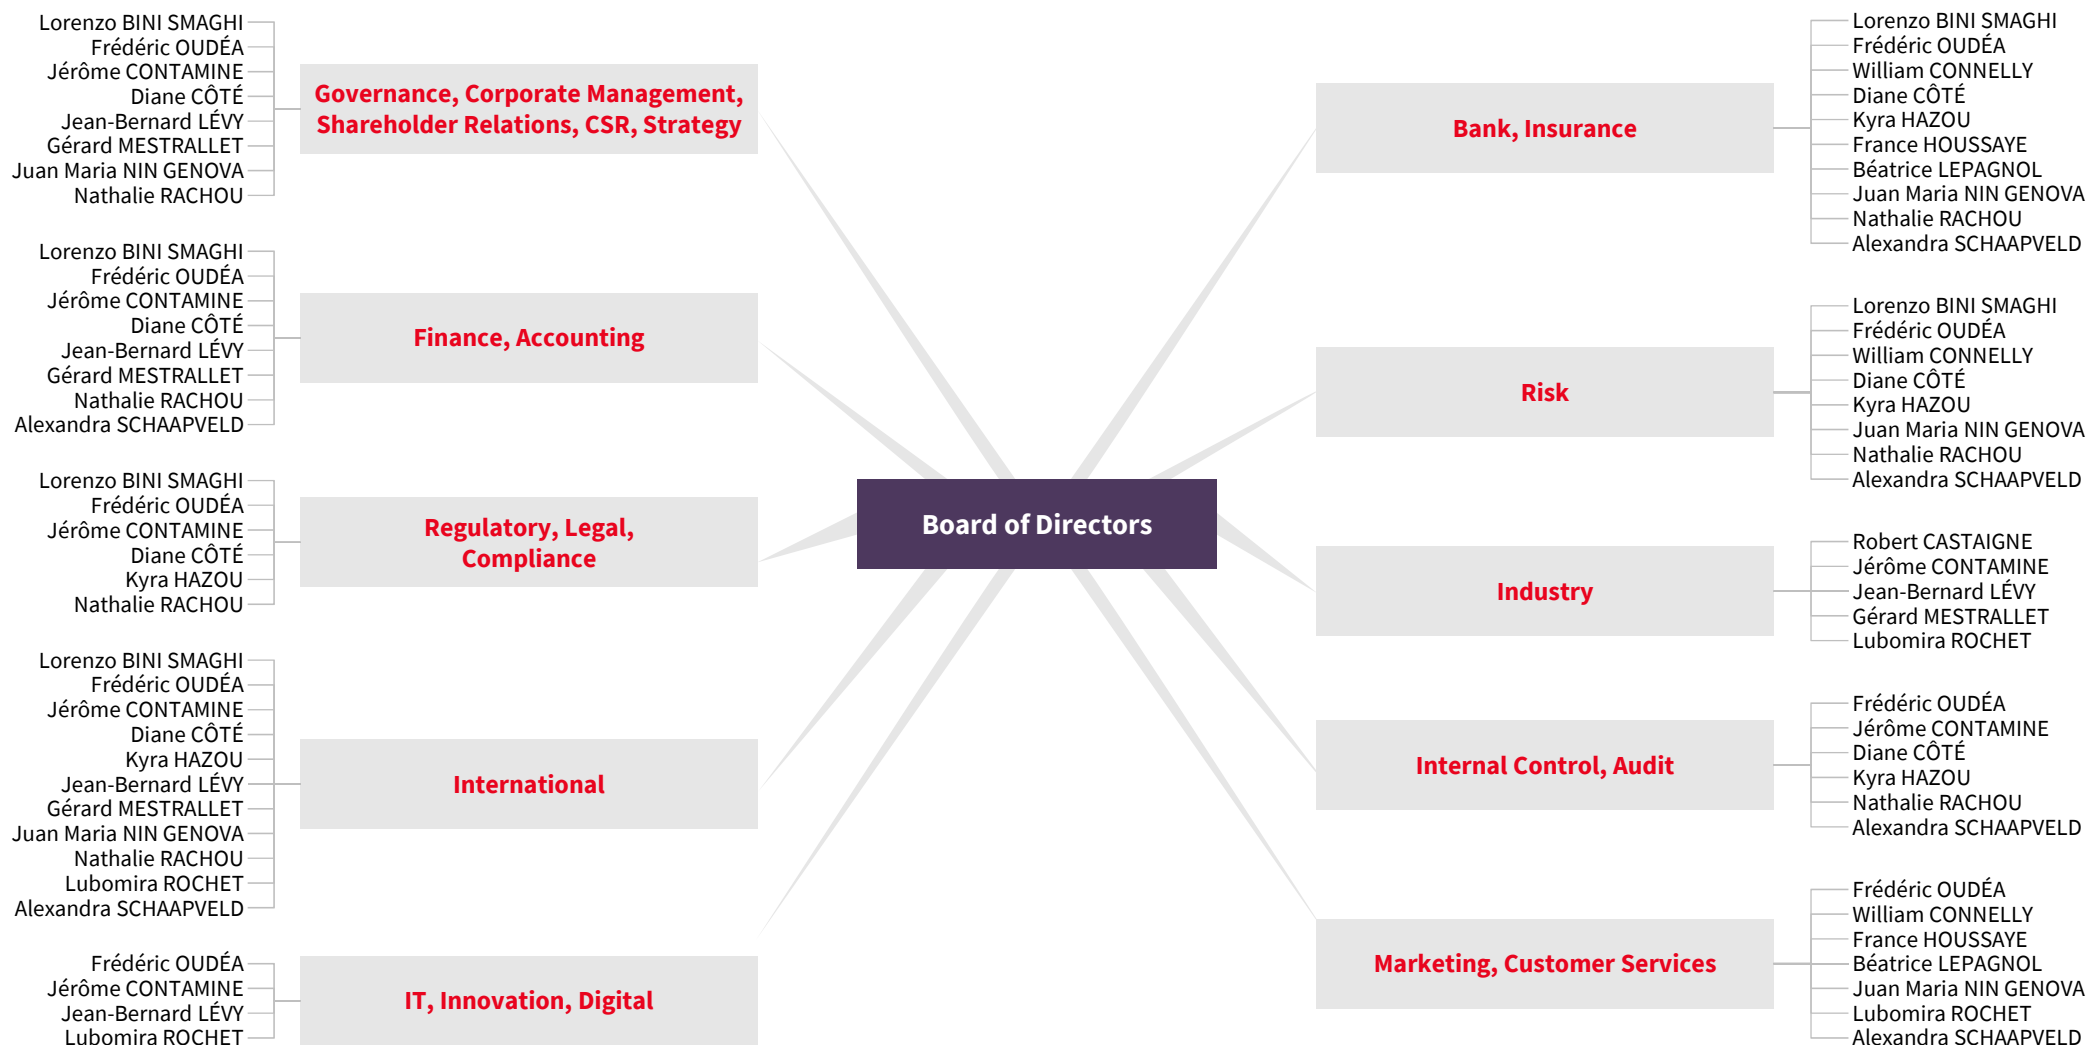 Lorenzo BINI SMAGHI
Frédéric OUDÉA
Jérôme CONTAMINE
Diane CÔTÉ
Jean-Bernard LÉVY
Gérard MESTRALLET
Juan Maria NIN GENOVA
Nathalie RACHOU
Governance, Corporate Management,
Shareholder Relations, CSR, Strategy
Lorenzo BINI SMAGHI
Frédéric OUDÉA
Jérôme CONTAMINE
Diane CÔTÉ
Jean-Bernard LÉVY
Gérard MESTRALLET
Nathalie RACHOU
Alexandra SCHAAPVELD
Finance, Accounting
Lorenzo BINI SMAGHI
Frédéric OUDÉA
Jérôme CONTAMINE
Diane CÔTÉ
Kyra HAZOU
Nathalie RACHOU
Regulatory, Legal,
Compliance
Lorenzo BINI SMAGHI
Frédéric OUDÉA
Jérôme CONTAMINE
Diane CÔTÉ
Kyra HAZOU
Jean-Bernard LÉVY
Gérard MESTRALLET
Juan Maria NIN GENOVA
Nathalie RACHOU
Lubomira ROCHET
Alexandra SCHAAPVELD
International
Frédéric OUDÉA
Jérôme CONTAMINE
Jean-Bernard LÉVY
Lubomira ROCHET
IT, Innovation, Digital
Board of Directors
Bank, Insurance
Lorenzo BINI SMAGHI
Frédéric OUDÉA
William CONNELLY
Diane CÔTÉ
Kyra HAZOU
France HOUSSAYE
Béatrice LEPAGNOL
Juan Maria NIN GENOVA
Nathalie RACHOU
Alexandra SCHAAPVELD
Risk
Lorenzo BINI SMAGHI
Frédéric OUDÉA
William CONNELLY
Diane CÔTÉ
Kyra HAZOU
Juan Maria NIN GENOVA
Nathalie RACHOU
Alexandra SCHAAPVELD
Industry
Robert CASTAIGNE
Jérôme CONTAMINE
Jean-Bernard LÉVY
Gérard MESTRALLET
Lubomira ROCHET
Internal Control, Audit
Frédéric OUDÉA
Jérôme CONTAMINE
Diane CÔTÉ
Kyra HAZOU
Nathalie RACHOU
Alexandra SCHAAPVELD
Marketing, Customer Services
Frédéric OUDÉA
William CONNELLY
France HOUSSAYE
Béatrice LEPAGNOL
Juan Maria NIN GENOVA
Lubomira ROCHET
Alexandra SCHAAPVELD